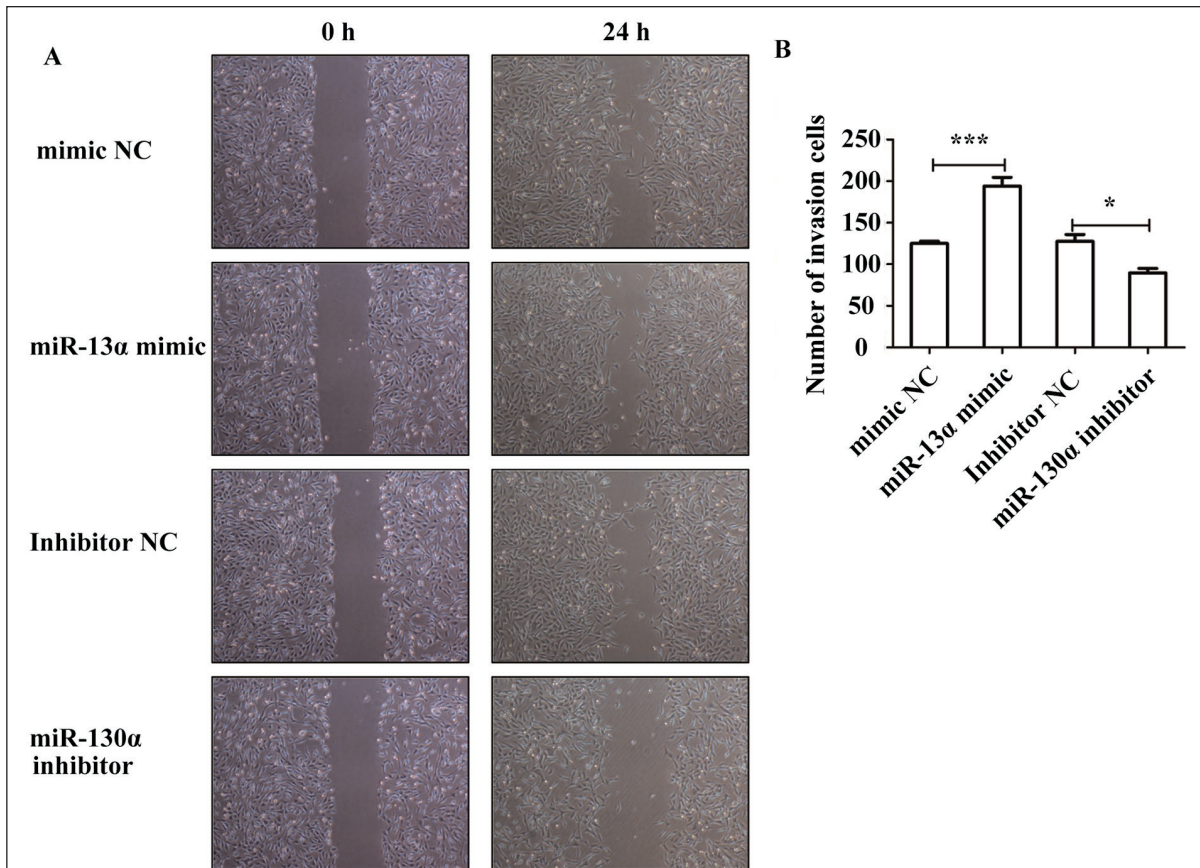 A
0 h
24 h
mimic NC
miR-13α mimic
Inhibitor NC
miR-130α
inhibitor
B
Number of invasion cells
250
200
150
100
50
0
***
*
mimic NC
miR-13α mimic
Inhibitor NC
miR-130α inhibitor